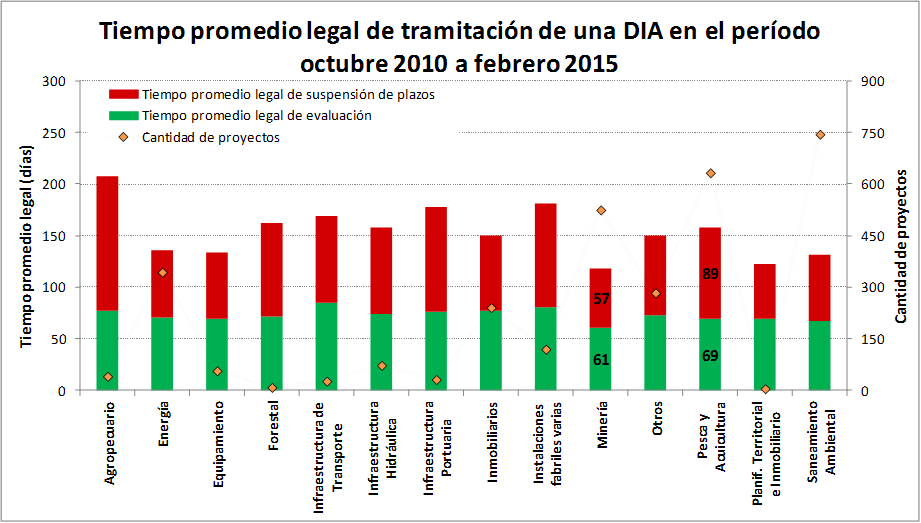 Tiempo promedio legal de tramitación de una DIA en el período
octubre 2010 a febrero 2015
Tiempo promedio legal (días)
300
250
200
150
100
50
0
Tiempo promedio legal de suspensión de plazos
Tiempo promedio legal de evaluación
Cantidad de proyectos
57
61
89
69
900
750
600
450
300
150
0
Cantidad de proyectos
Agropecuario
Energía
Equipamiento
Forestal
Infraestructura de
Transporte
Infraestructura
Hidráulica
Infraestructura
Portuaria
Inmobiliarios
Instalaciones
fabriles varias
Minería
Otros
Pesca y
Acuicultura
Planif. Territorial
e Inmobiliario
Saneamiento
Ambiental